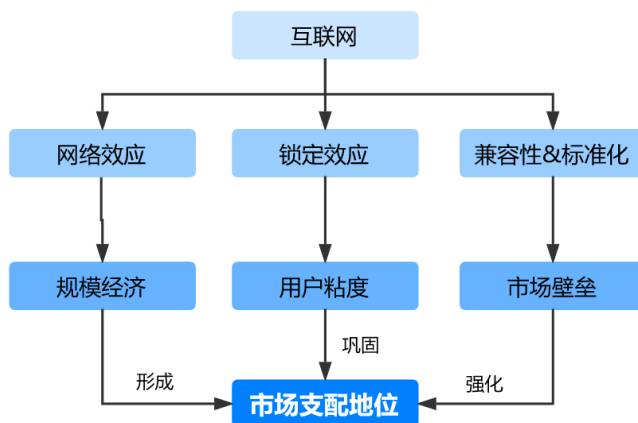 互联网
网络效应
锁定效应
兼容性&标准化
规模经济
用户粘度
市场壁垒
巩固
形成
强化
市场支配地位